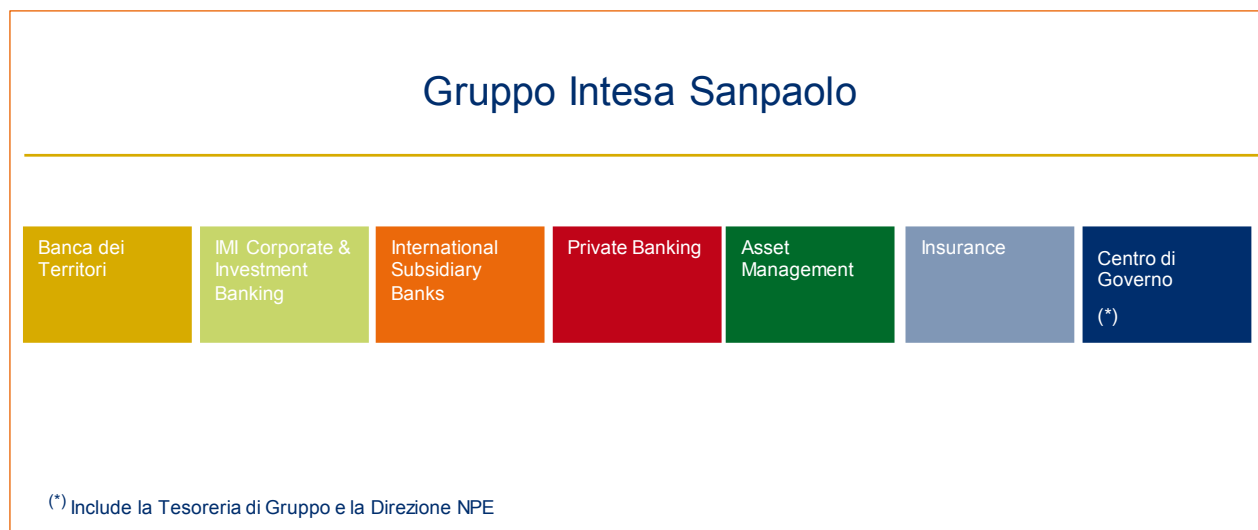 Gruppo Intesa Sanpaolo
Banca dei
Territori
IMI Corporate &
Investment
Banking
International
Subsidiary
Banks
Private Banking
Asset
Management
Insurance
Centro di
Governo
(*)
(*) Include la Tesoreria di Gruppo e la Direzione NPE